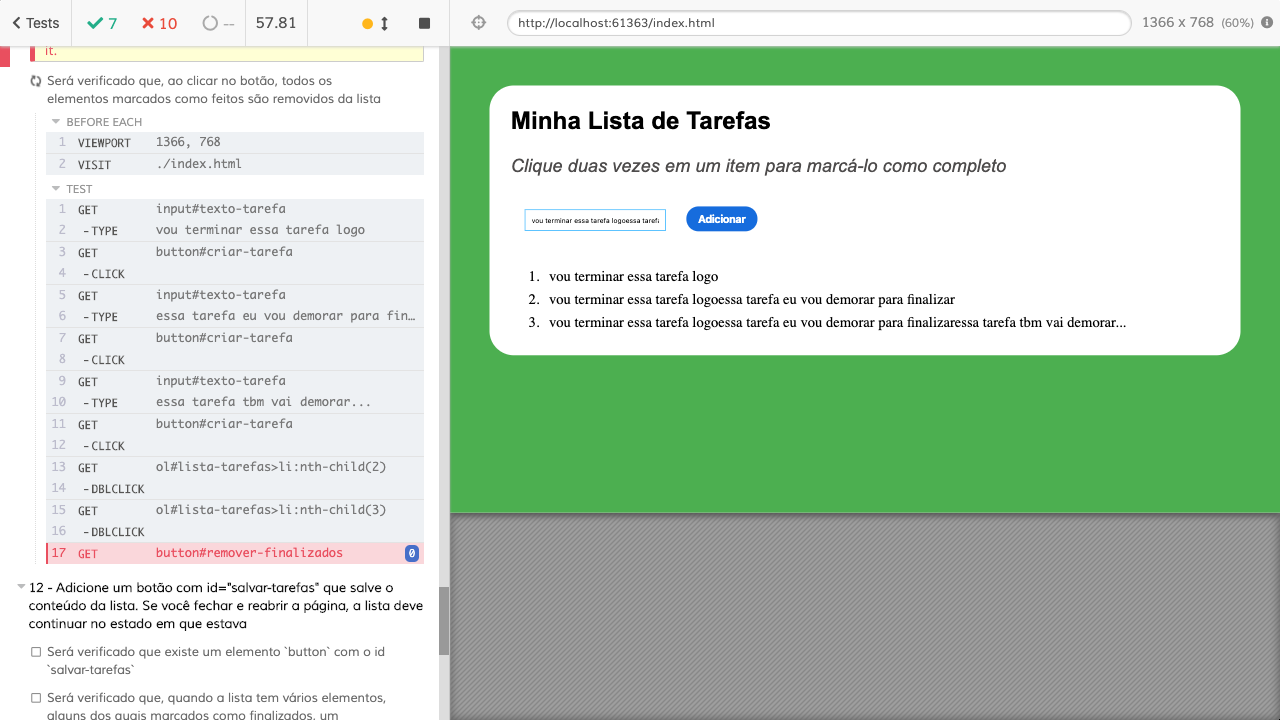 Tests 7 10 -- 57.81
http://localhost:61363/index.html 1366 x 768 (60%)
it.
Será verificado que, ao clicar no botão, todos os
elementos marcados como feitos são removidos da lista
BEFORE EACH
1 VIEWPORT 1366, 768
2 VISIT ./index.html
TEST
1 GET input#texto-tarefa
2 -TYPE vou terminar essa tarefa logo
3 GET button#criar-tarefa
4 -CLICK
5 GET input#texto-tarefa
6 -TYPE essa tarefa eu vou demorar para fin…
7 GET button#criar-tarefa
8 -CLICK
9 GET input#texto-tarefa
10 -TYPE essa tarefa tbm vai demorar...
11 GET button#criar-tarefa
12 -CLICK
13 GET ol#lista-tarefas>li:nth-child(2)
14 -DBLCLICK
15 GET ol#lista-tarefas>li:nth-child(3)
16 -DBLCLICK
17 GET button#remover-finalizados 0
12 - Adicione um botão com id="salvar-tarefas" que salve o
conteúdo da lista. Se você fechar e reabrir a página, a lista deve
continuar no estado em que estava
Será verificado que existe um elemento `button` com o id
`salvar-tarefas`
Será verificado que, quando a lista tem vários elementos,
alguns dos quais marcados como finalizados, um
Minha Lista de Tarefas
Clique duas vezes em um item para marcá-lo como completo
vou terminar essa tarefa logoessa taref Adicionar
1. vou terminar essa tarefa logo
2. vou terminar essa tarefa logoessa tarefa eu vou demorar para finalizar
3. vou terminar essa tarefa logoessa tarefa eu vou demorar para finalizaressa tarefa tbm vai demorar...